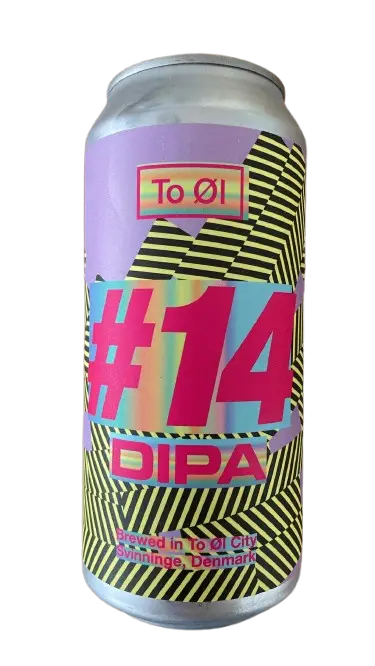 To Øl
#14
DIPA
Brewed in To Øl City
Svinninge, Denmark